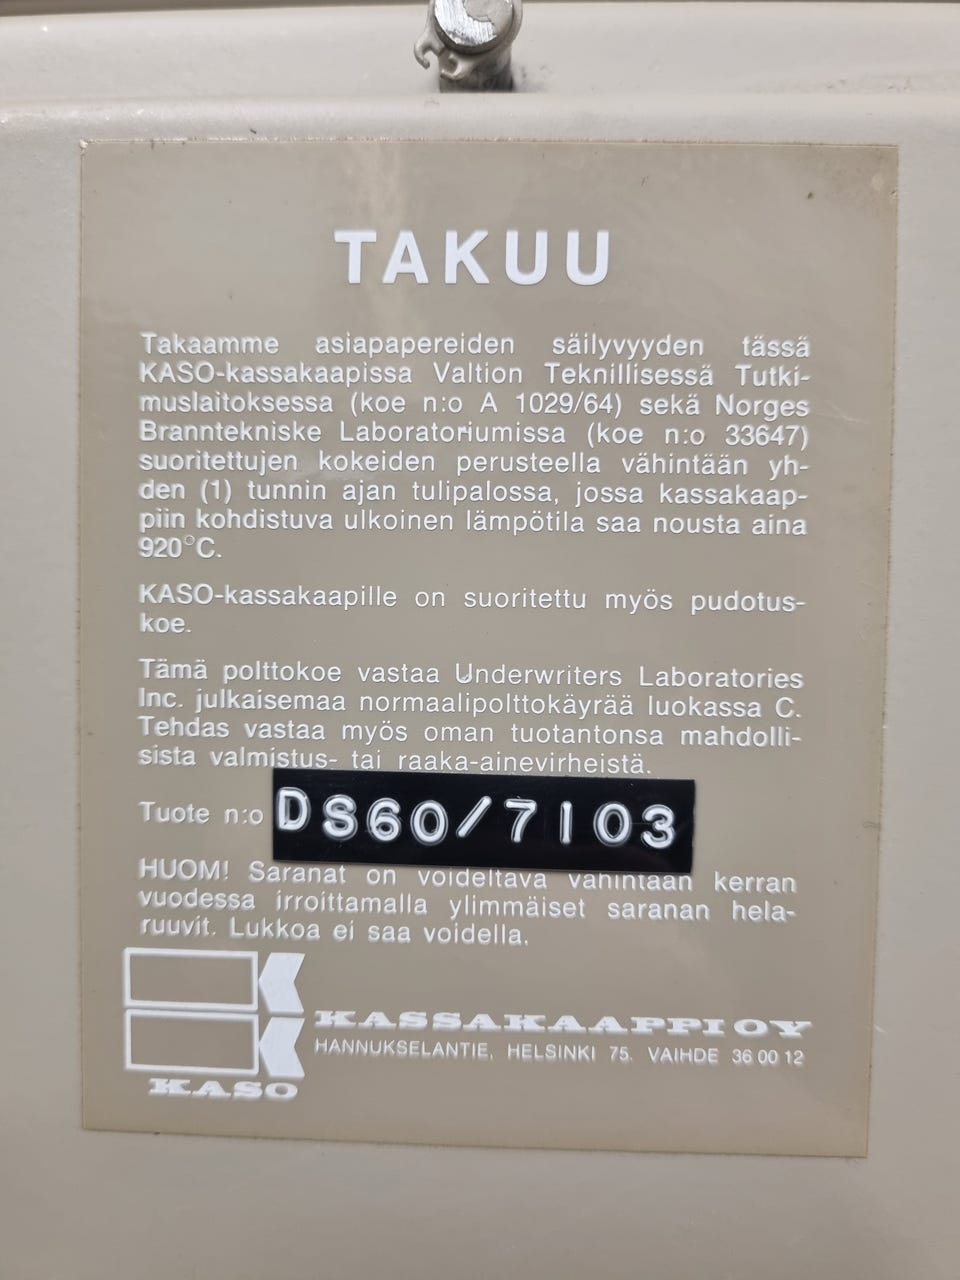 TAKUU
Takaamme asiapapereiden säilyvyyden tässä
KASO-kassakaapissa Valtion Teknillisessä Tutki-
muslaitoksessa (koe n:o A 1029/64) sekä Norges
Branntekniske Laboratoriumissa (koe n:o 33647)
suoritettujen kokeiden perusteella vähintään yh-
den (1) tunnin ajan tulipalossa, jossa kassakaap-
piin kohdistuva ulkoinen lämpötila saa nousta aina
920°C.
KASO-kassakaapille on suoritettu myös pudotus-
koe.
Tämä polttokoe vastaa Underwriters Laboratories
Inc. julkaisemaa normaalipolttokäyrää luokassa C.
Tehdas vastaa myös oman tuotantonsa mahdolli-
sista valmistus- tai raaka-ainevirheistä.
Tuote n:o DS60/7103
HUOM! Saranat on voideltava vähintään kerran
vuodessa irroittamalla ylimmäiset saranan hela-
ruuvit. Lukkoa ei saa voidella.
KASSAKAAPPI OY
HANNUKSELANTIE, HELSINKI 75. VAIHDE 36 00 12
KASO